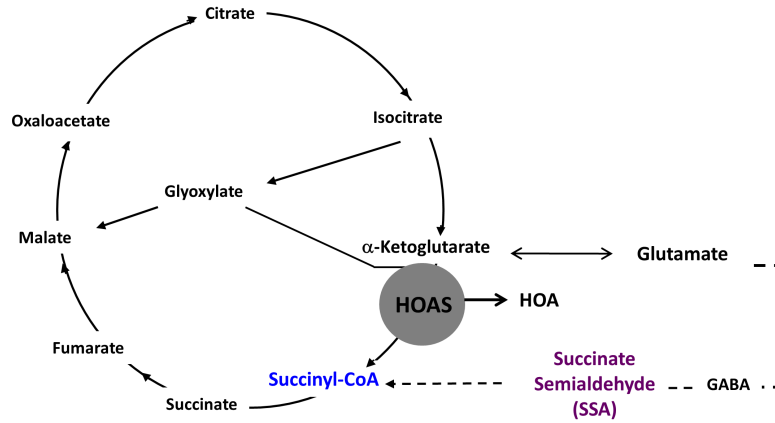 Citrate
Oxaloacetate
Isocitrate
Glyoxylate
Malate
α-Ketoglutarate
Glutamate
HOAS
HOA
Fumarate
Succinyl-CoA
Succinate
Semialdehyde
(SSA)
GABA
Succinate